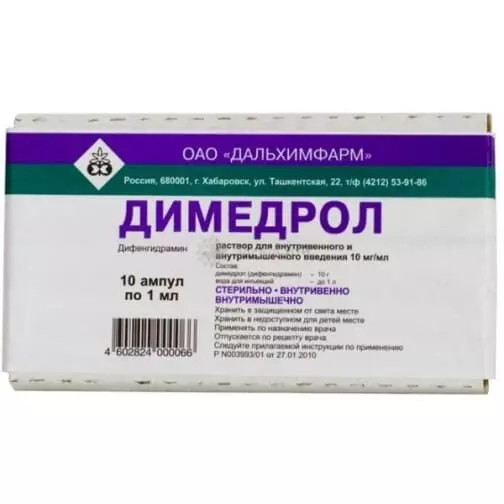 ОАО "ДАЛЬХИМФАРМ"
Россия, 680001, г. Хабаровск, ул. Ташкентская, 22, т/ф (4212) 53-91-86
ДИМЕДРОЛ
Дифенгидрамин
раствор для внутривенного и
внутримышечного введения 10 мг/мл
Состав:
димедрол (дифенгидрамин) – 10 г
вода для инъекций – до 1 л
10 ампул
по 1 мл
СТЕРИЛЬНО • ВНУТРИВЕННО
ВНУТРИМЫШЕЧНО
Хранить в защищенном от света месте
Хранить в недоступном для детей месте
Применять по назначению врача
Отпускается по рецепту врача
Следуйте прилагаемой инструкции по применению
Р N003993/01 от 27.01.2010
4 602824 000066